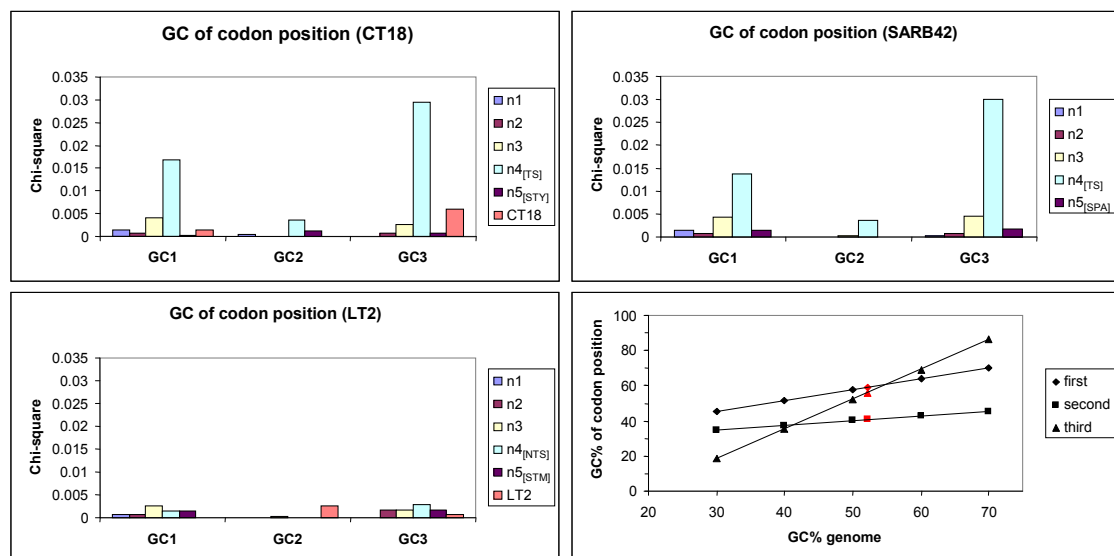 GC of codon position (CT18)
Chi-square
0.035
0.03
0.025
0.02
0.015
0.01
0.005
0
GC1 GC2 GC3
n1
n2
n3
n4[TS]
n5[STY]
CT18
GC of codon position (SARB42)
Chi-square
0.035
0.03
0.025
0.02
0.015
0.01
0.005
0
GC1 GC2 GC3
n1
n2
n3
n4[TS]
n5[SPA]
GC of codon position (LT2)
Chi-square
0.035
0.03
0.025
0.02
0.015
0.01
0.005
0
GC1 GC2 GC3
n1
n2
n3
n4[NTS]
n5[STM]
LT2
GC% of codon position
100
80
60
40
20
0
20 30 40 50 60 70
GC% genome
first
second
third